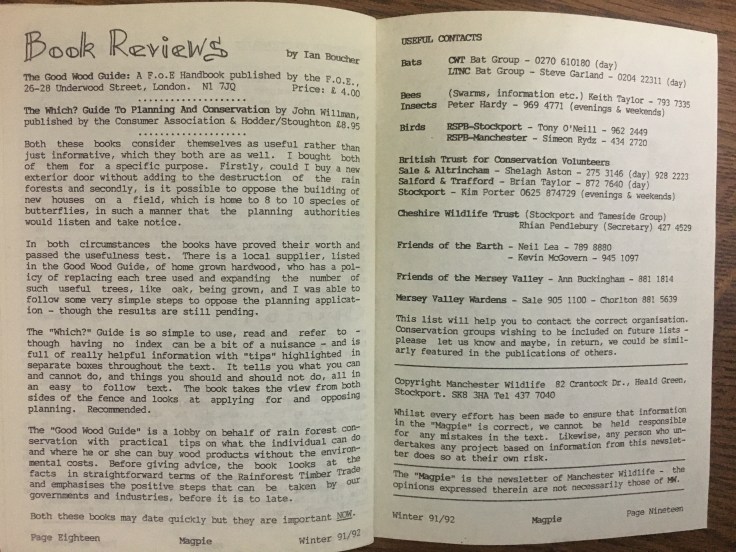 Book Reviews
by Ian Boucher
The Good Wood Guide: A F.o.E Handbook published by the F.O.E.,
26-28 Underwood Street, London. N1 7JQ Price: £ 4.00
......................
The Which? Guide To Planning And Conservation by John Willman,
published by the Consumer Association & Hodder/Stoughton £8.95
......................
Both these books consider themselves as useful rather than
just informative, which they both are as well. I bought both
of them for a specific purpose. Firstly, could I buy a new
exterior door without adding to the destruction of the rain
forests and secondly, is it possible to oppose the building of
new houses on a field, which is home to 8 to 10 species of
butterflies, in such a manner that the planning authorities
would listen and take notice.
In both circumstances the books have proved their worth and
passed the usefulness test. There is a local supplier, listed
in the Good Wood Guide, of home grown hardwood, who has a pol-
icy of replacing each tree used and expanding the number of
such useful trees, like oak, being grown, and I was able to
follow some very simple steps to oppose the planning applicat-
ion - though the results are still pending.
The "Which?" Guide is so simple to use, read and refer to -
though having no index can be a bit of a nuisance - and is
full of really helpful information with "tips" highlighted in
separate boxes throughout the text. It tells you what you can
and cannot do, and things you should and should not do, all in
an easy to follow text. The book takes the view from both
sides of the fence and looks at applying for and opposing
planning. Recommended.
The "Good Wood Guide" is a lobby on behalf of rain forest con-
servation with practical tips on what the individual can do
and where he or she can buy wood products without the environ-
mental costs. Before giving advice, the book looks at the
facts in straightforward terms of the Rainforest Timber Trade
and emphasises the positive steps that can be taken by our
governments and industries, before it is to late.
Both these books may date quickly but they are important NOW.
Page Eighteen Magpie Winter 91/92
USEFUL CONTACTS
Bats CWT Bat Group - 0270 610180 (day)
LTNC Bat Group - Steve Garland - 0204 22311 (day)
Bees (Swarms, information etc.) Keith Taylor - 793 7335
Insects Peter Hardy - 969 4771 (evenings & weekends)
Birds RSPB-Stockport - Tony O'Neill - 962 2449
RSPB-Manchester - Simeon Rydz - 434 2720
British Trust for Conservation Volunteers
Sale & Altrincham - Shelagh Aston - 275 3146 (day) 928 2223
Salford & Trafford - Brian Taylor - 872 7640 (day)
Stockport - Kim Porter 0625 874729 (evenings & weekends)
Cheshire Wildlife Trust (Stockport and Tameside Group)
Rhian Pendlebury (Secretary) 427 4529
Friends of the Earth - Neil Lea - 789 8880
- Kevin McGovern - 945 1097
Friends of the Mersey Valley - Ann Buckingham - 881 1814
Mersey Valley Wardens - Sale 905 1100 - Chorlton 881 5639
This list will help you to contact the correct organisation.
Conservation groups wishing to be included on future lists -
please let us know and maybe, in return, we could be simil-
arly featured in the publications of others.
Copyright Manchester Wildlife 82 Crantock Dr., Heald Green,
Stockport. SK8 3HA Tel 437 7040
Whilst every effort has been made to ensure that information
in the "Magpie" is correct, we cannot be held responsible
for any mistakes in the text. Likewise, any person who un-
dertakes any project based on information from this newslet-
ter does so at their own risk.
The "Magpie" is the newsletter of Manchester Wildlife - the
opinions expressed therein are not necessarily those of MW.
Winter 91/92 Magpie Page Nineteen